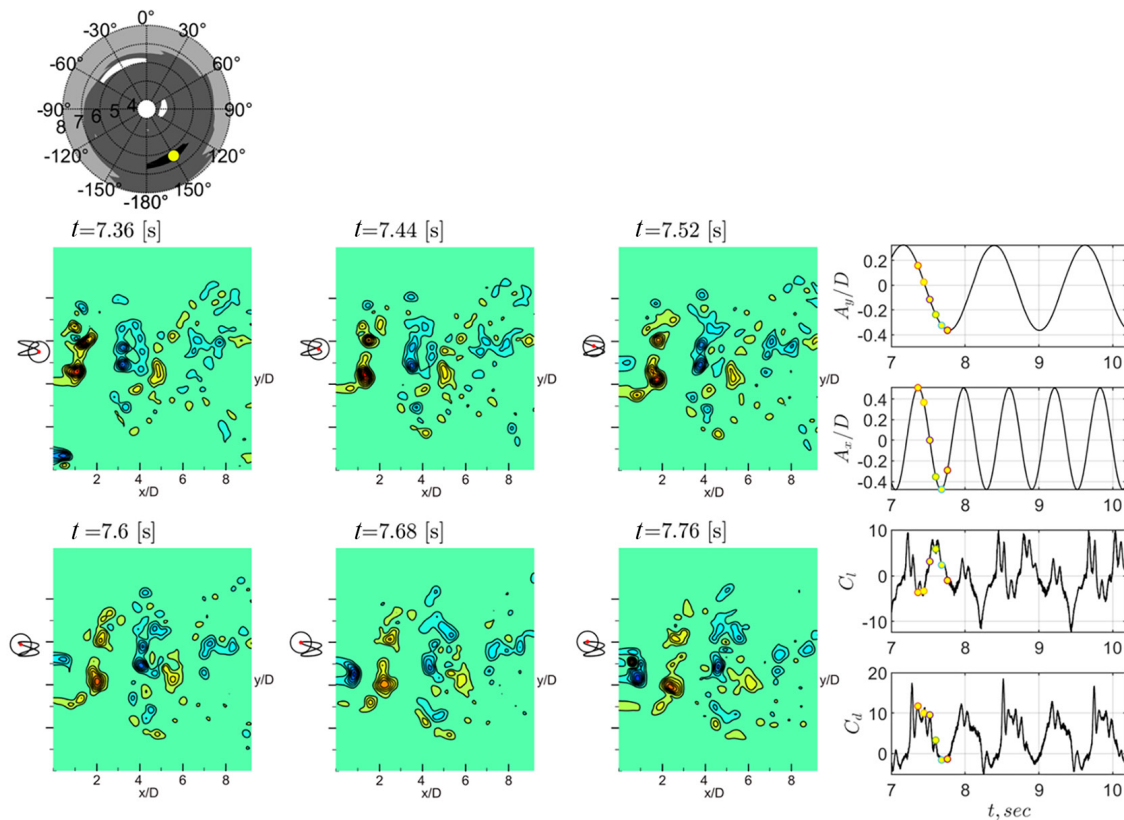 0°
-30° 30°
-60° 60°
-90° 8 7 6 5 4 90°
-120° 120°
-150° 150°
-180°
t=7.36 [s] t=7.44 [s] t=7.52 [s]
y/D y/D y/D
2 4 6 8 2 4 6 8 2 4 6 8
x/D x/D x/D
t=7.6 [s] t=7.68 [s] t=7.76 [s]
y/D y/D y/D
2 4 6 8 2 4 6 8 2 4 6 8
x/D x/D x/D
A_y/D
0.2
0
-0.2
-0.4
7 8 9 10
A_x/D
0.4
0.2
0
-0.2
-0.4
7 8 9 10
C_l
10
0
-10
7 8 9 10
C_d
20
10
0
7 8 9 10
t, sec